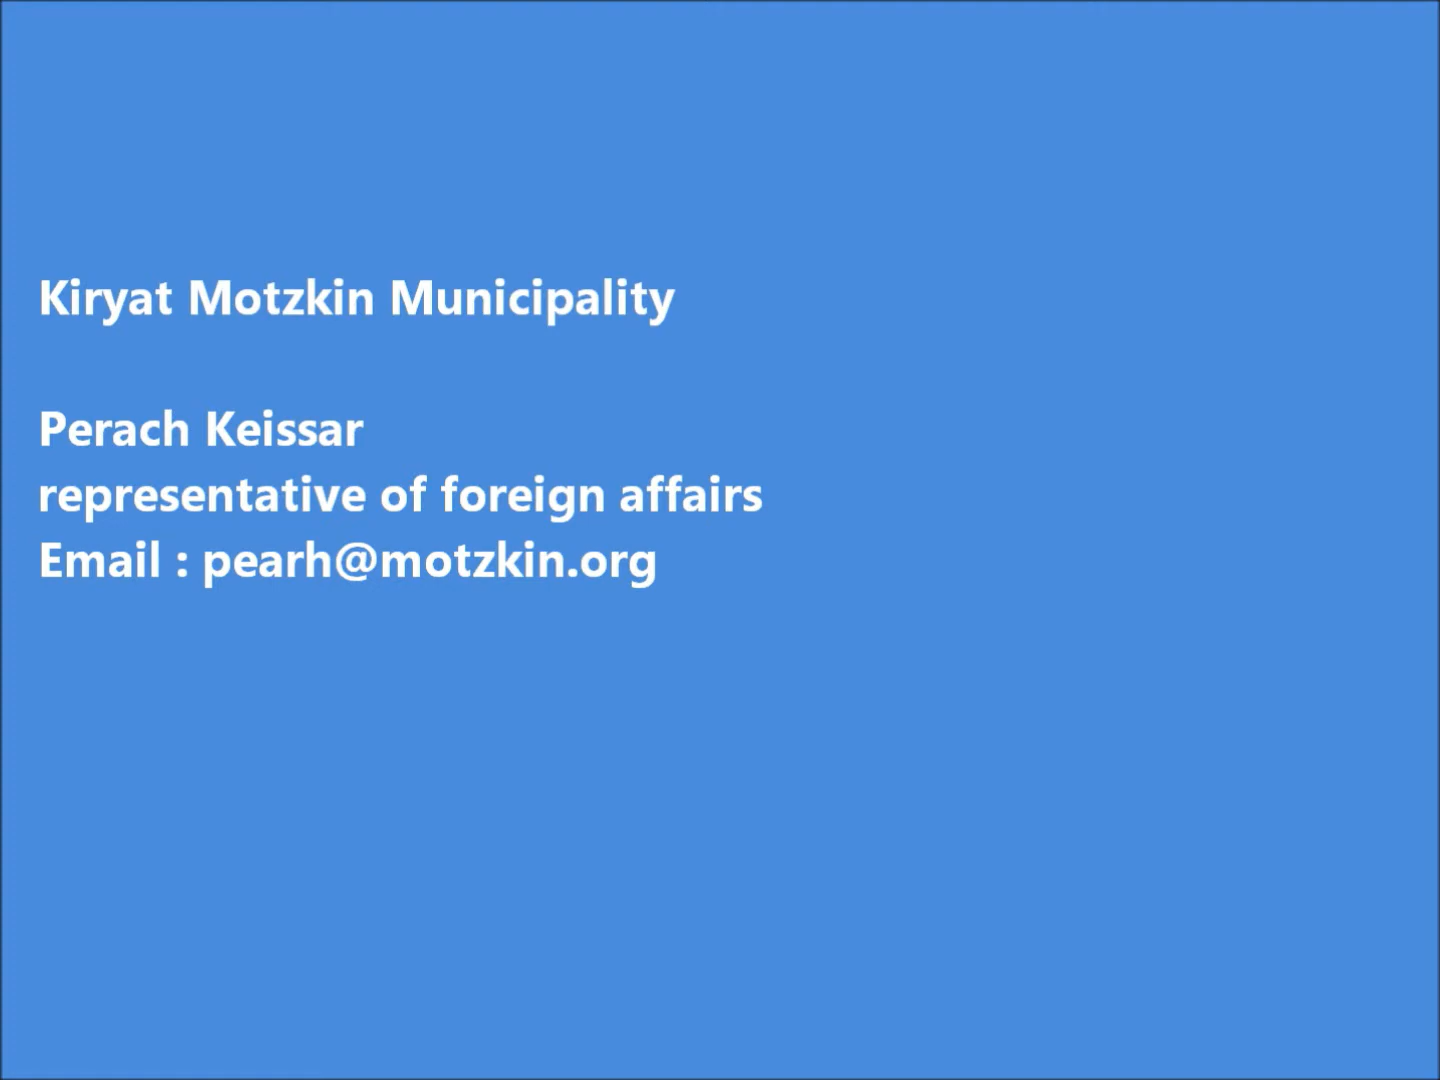 Kiryat Motzkin Municipality
Perach Keissar
representative of foreign affairs
Email : pearh@motzkin.org